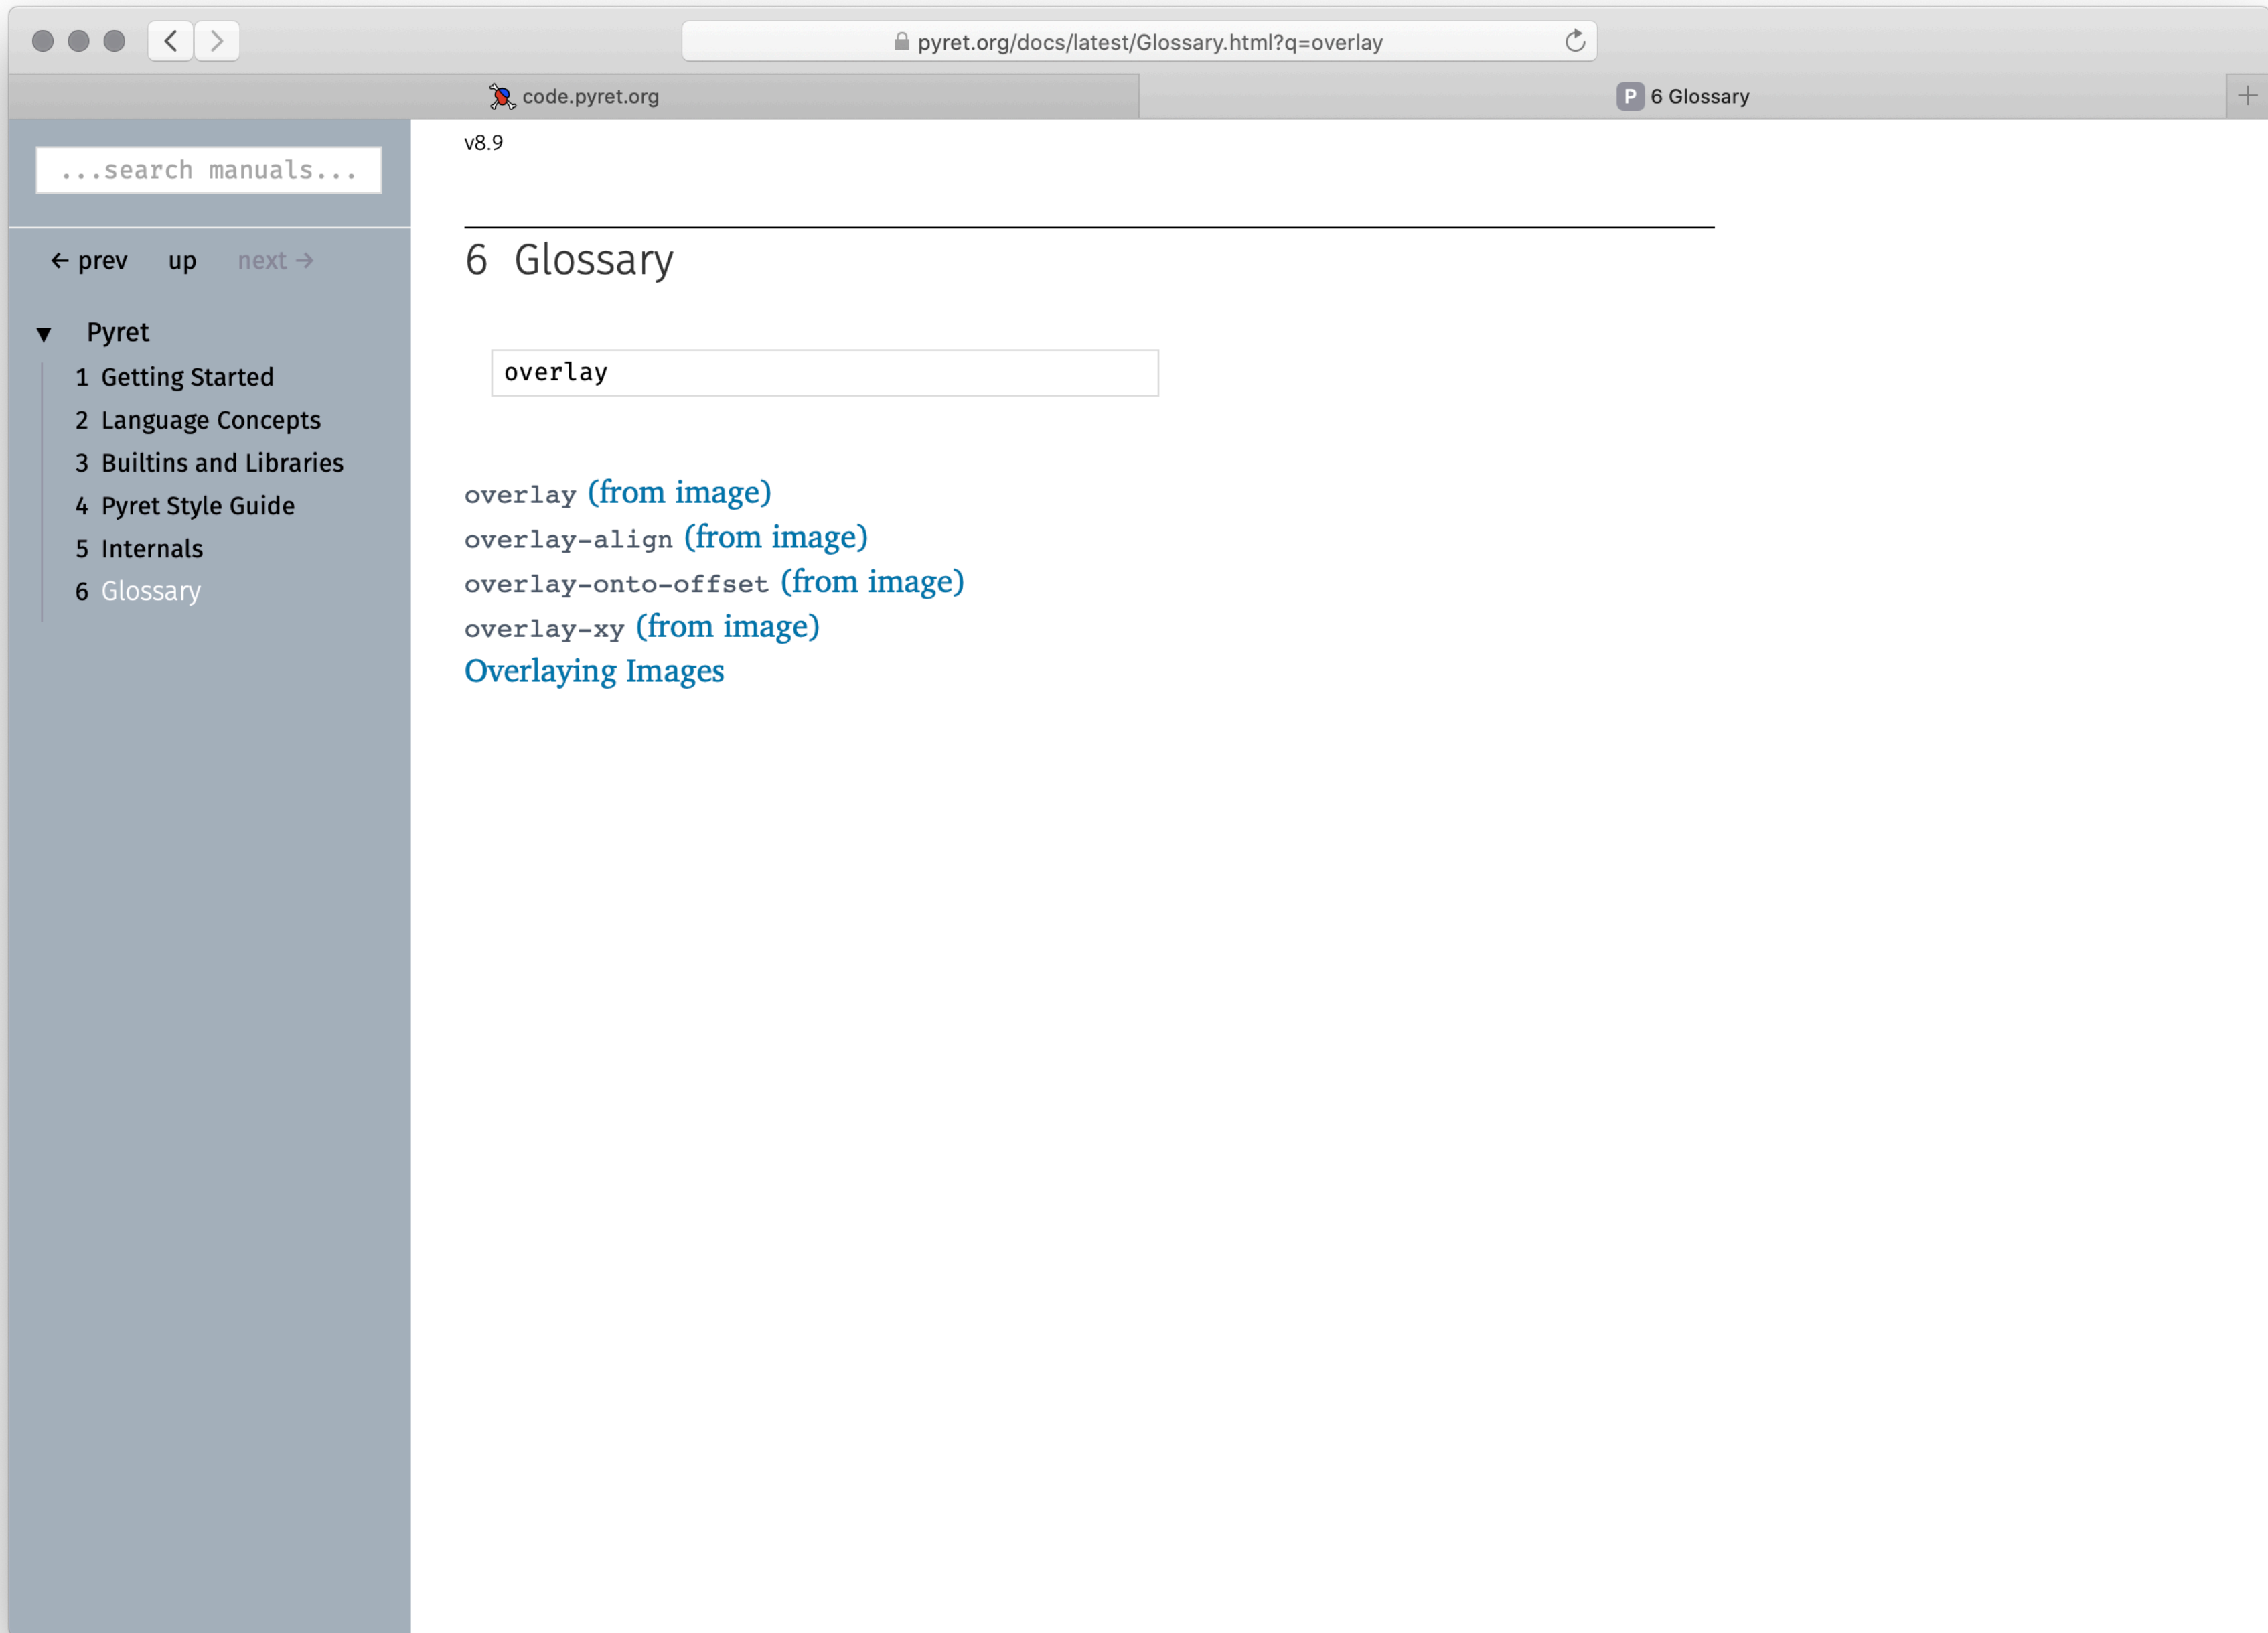 pyret.org/docs/latest/Glossary.html?q=overlay
code.pyret.org
P 6 Glossary
...search manuals...
← prev up next →
▼ Pyret
1 Getting Started
2 Language Concepts
3 Builtins and Libraries
4 Pyret Style Guide
5 Internals
6 Glossary
v8.9
6 Glossary
overlay
overlay (from image)
overlay-align (from image)
overlay-onto-offset (from image)
overlay-xy (from image)
Overlaying Images